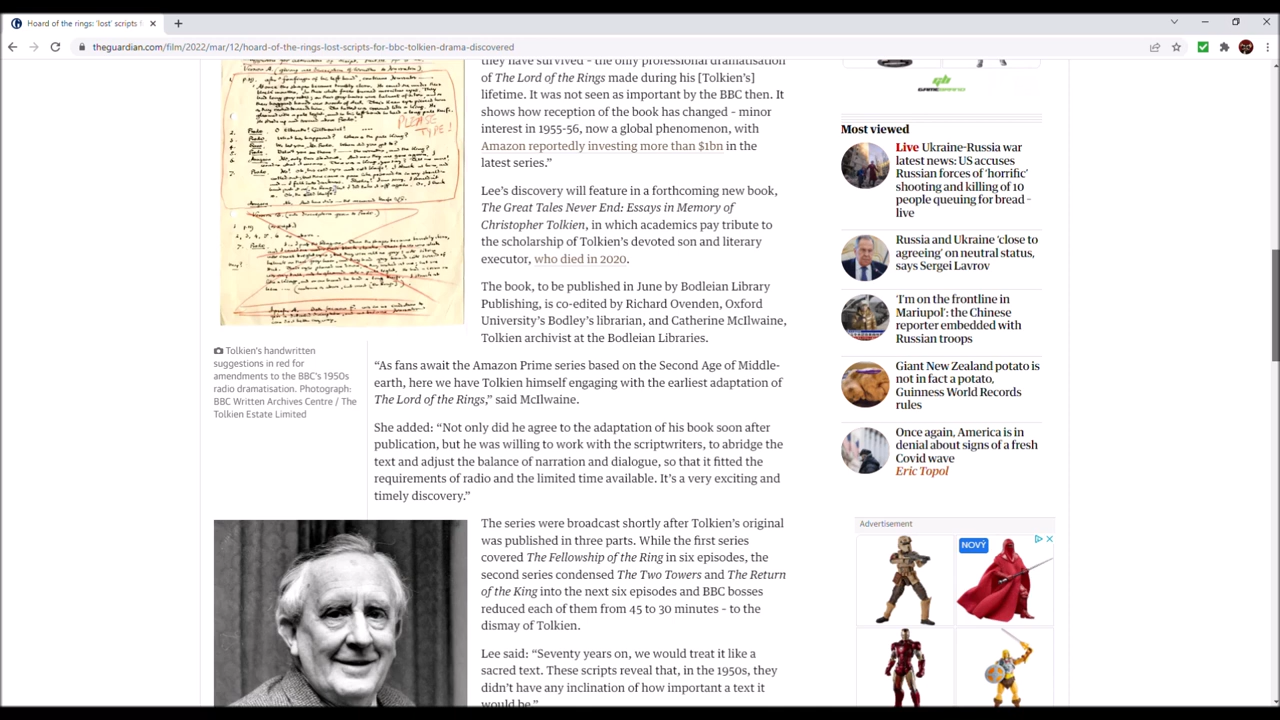 Hoard of the rings: 'lost' scripts f
theguardian.com/film/2022/mar/12/hoard-of-the-rings-lost-scripts-for-bbc-tolkien-drama-discovered
PLEASE
TYPE!
Tolkien's handwritten
suggestions in red for
amendments to the BBC's 1950s
radio dramatisation. Photograph:
BBC Written Archives Centre / The
Tolkien Estate Limited
they have survived – the only professional dramatisation
of The Lord of the Rings made during his [Tolkien's]
lifetime. It was not seen as important by the BBC then. It
shows how reception of the book has changed – minor
interest in 1955-56, now a global phenomenon, with
Amazon reportedly investing more than $1bn in the
latest series.”
Lee's discovery will feature in a forthcoming new book,
The Great Tales Never End: Essays in Memory of
Christopher Tolkien, in which academics pay tribute to
the scholarship of Tolkien's devoted son and literary
executor, who died in 2020.
The book, to be published in June by Bodleian Library
Publishing, is co-edited by Richard Ovenden, Oxford
University's Bodley's librarian, and Catherine McIlwaine,
Tolkien archivist at the Bodleian Libraries.
“As fans await the Amazon Prime series based on the Second Age of Middle-
earth, here we have Tolkien himself engaging with the earliest adaptation of
The Lord of the Rings,” said McIlwaine.
She added: “Not only did he agree to the adaptation of his book soon after
publication, but he was willing to work with the scriptwriters, to abridge the
text and adjust the balance of narration and dialogue, so that it fitted the
requirements of radio and the limited time available. It's a very exciting and
timely discovery.”
The series were broadcast shortly after Tolkien's original
was published in three parts. While the first series
covered The Fellowship of the Ring in six episodes, the
second series condensed The Two Towers and The Return
of the King into the next six episodes and BBC bosses
reduced each of them from 45 to 30 minutes – to the
dismay of Tolkien.
Lee said: “Seventy years on, we would treat it like a
sacred text. These scripts reveal that, in the 1950s, they
didn't have any inclination of how important a text it
would be.”
Most viewed
Live Ukraine-Russia war
latest news: US accuses
Russian forces of 'horrific'
shooting and killing of 10
people queuing for bread –
live
Russia and Ukraine 'close to
agreeing' on neutral status,
says Sergei Lavrov
'I'm on the frontline in
Mariupol': the Chinese
reporter embedded with
Russian troops
Giant New Zealand potato is
not in fact a potato,
Guinness World Records
rules
Once again, America is in
denial about signs of a fresh
Covid wave
Eric Topol
Advertisement
NOVÝ